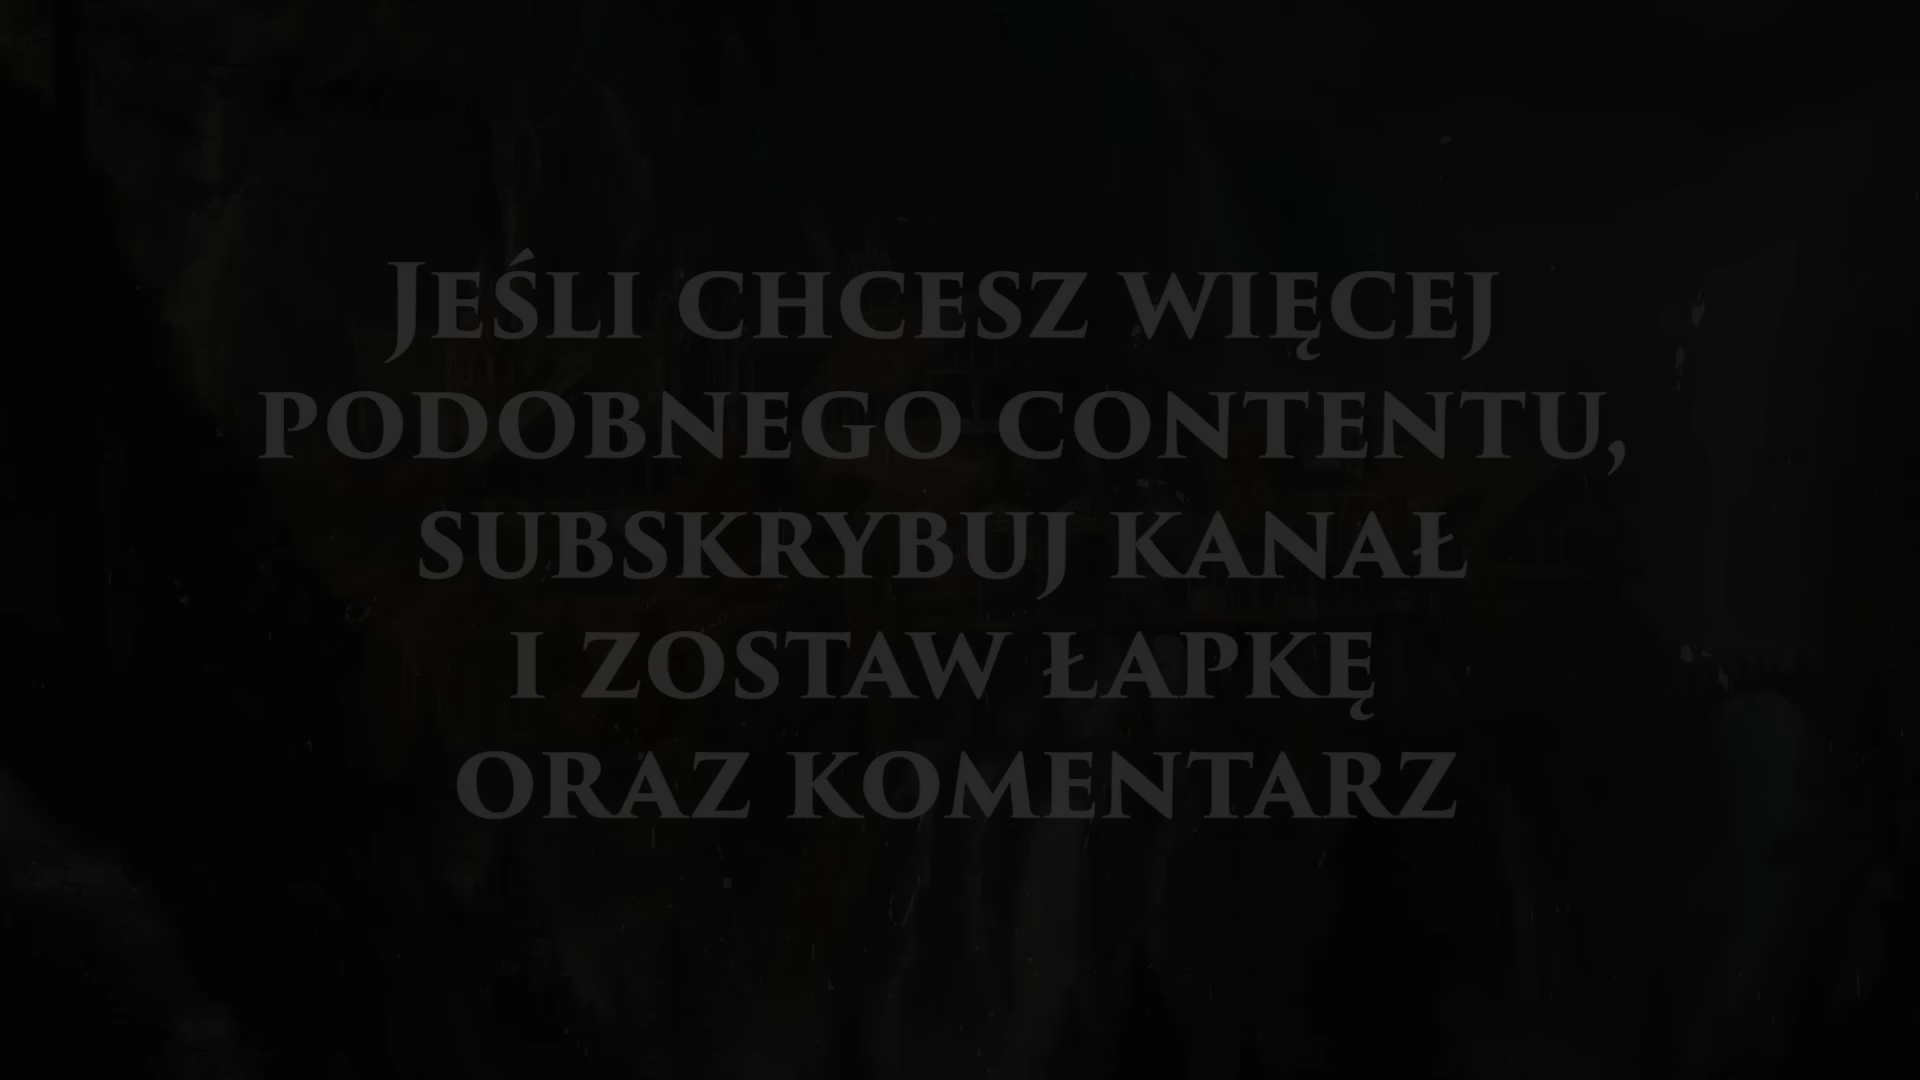 Jeśli chcesz więcej
podobnego contentu,
subskrybuj kanał
i zostaw łapkę
oraz komentarz